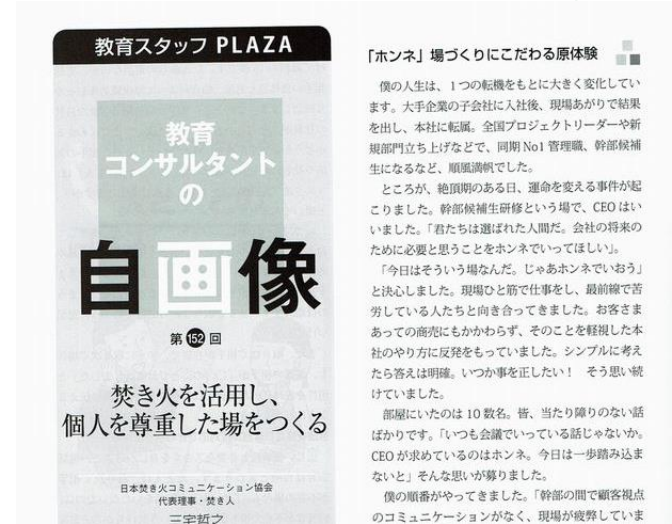 教育スタッフ PLAZA
教育
コンサルタント
の
自画像
第152回
焚き火を活用し、
個人を尊重した場をつくる
日本焚き火コミュニケーション協会
代表理事・焚き人
三宅哲之
「ホンネ」場づくりにこだわる原体験
僕の人生は、1つの転機をもとに大きく変化してい
ます。大手企業の子会社に入社後、現場あがりで結果
を出し、本社に転属。全国プロジェクトリーダーや新
規部門立ち上げなどで、同期 No1 管理職、幹部候補
生になるなど、順風満帆でした。
ところが、絶頂期のある日、運命を変える事件が起
こりました。幹部候補生研修という場で、CEO はい
いました。「君たちは選ばれた人間だ。会社の将来の
ために必要と思うことをホンネでいってほしい」。
「今日はそういう場なんだ。じゃあホンネでいおう」
と決心しました。現場ひと筋で仕事をし、最前線で苦
労している人たちと向き合ってきました。お客さま
あっての商売にもかかわらず、そのことを軽視した本
社のやり方に反発をもっていました。シンプルに考え
たら答えは明確。いつか事を正したい！ そう思い続
けていました。
部屋にいたのは 10 数名。皆、当たり障りのない話
ばかりです。「いつも会議でいっている話じゃないか。
CEO が求めているのはホンネ。今日は一歩踏み込ま
ないと」そんな思いが募りました。
僕の順番がやってきました。「幹部の間で顧客視点
のコミュニケーションがなく、現場が疲弊していま